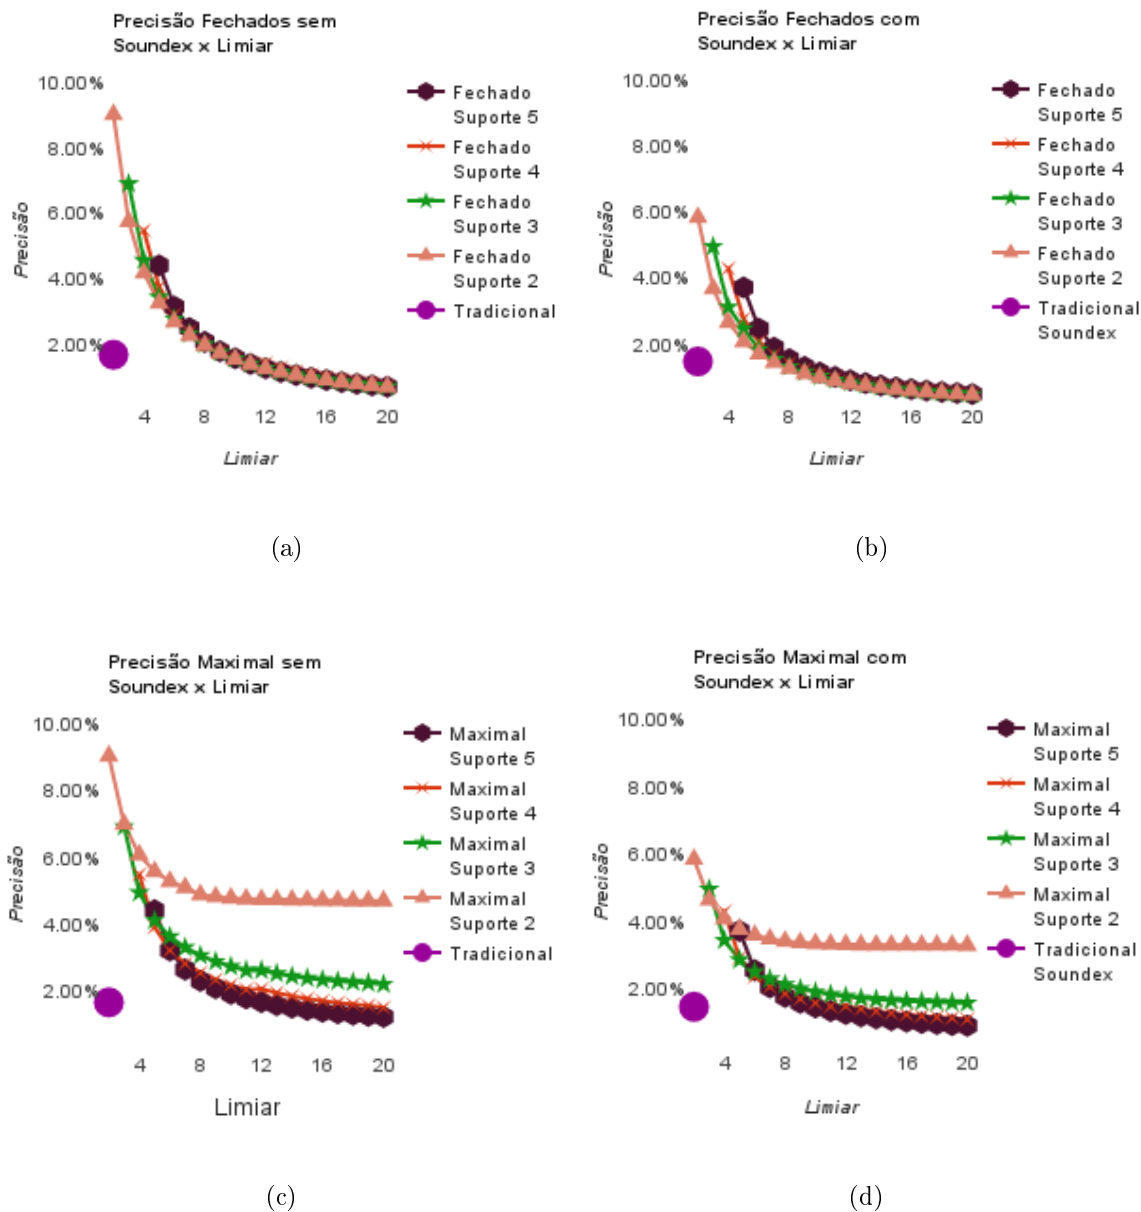 Precisão Fechados sem
Soundex x Limiar
10.00%
8.00%
6.00%
4.00%
2.00%
Precisão
4 8 12 16 20
Limiar
Fechado
Suporte 5
Fechado
Suporte 4
Fechado
Suporte 3
Fechado
Suporte 2
Tradicional
(a)
Precisão Fechados com
Soundex x Limiar
10.00%
8.00%
6.00%
4.00%
2.00%
Precisão
4 8 12 16 20
Limiar
Fechado
Suporte 5
Fechado
Suporte 4
Fechado
Suporte 3
Fechado
Suporte 2
Tradicional
Soundex
(b)
Precisão Maximal sem
Soundex x Limiar
10.00%
8.00%
6.00%
4.00%
2.00%
Precisão
4 8 12 16 20
Limiar
Maximal
Suporte 5
Maximal
Suporte 4
Maximal
Suporte 3
Maximal
Suporte 2
Tradicional
(c)
Precisão Maximal com
Soundex x Limiar
10.00%
8.00%
6.00%
4.00%
2.00%
Precisão
4 8 12 16 20
Limiar
Maximal
Suporte 5
Maximal
Suporte 4
Maximal
Suporte 3
Maximal
Suporte 2
Tradicional
Soundex
(d)